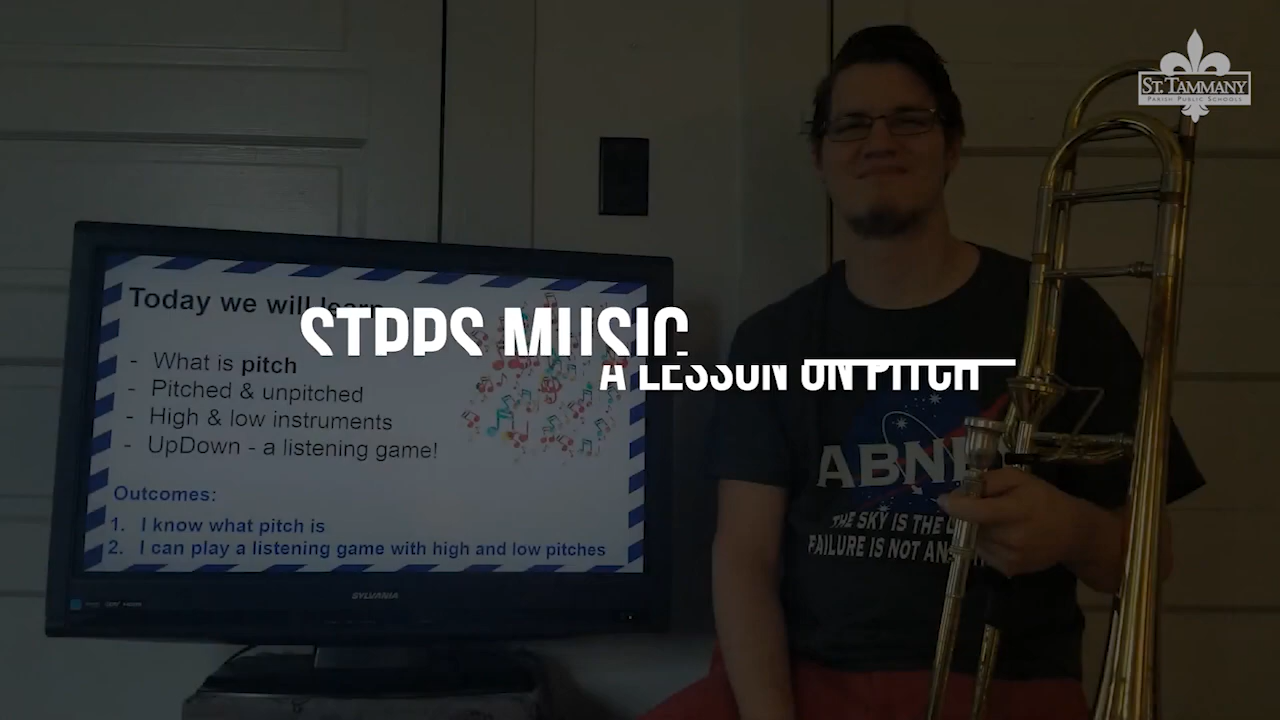 ST. TAMMANY
PARISH PUBLIC SCHOOLS
STPPS MUSIC
A LESSON ON PITCH
Today we will learn
- What is pitch
- Pitched & unpitched
- High & low instruments
- UpDown - a listening game!
Outcomes:
1. I know what pitch is
2. I can play a listening game with high and low pitches
SYLVANIA
THE SKY IS THE
FAILURE IS NOT